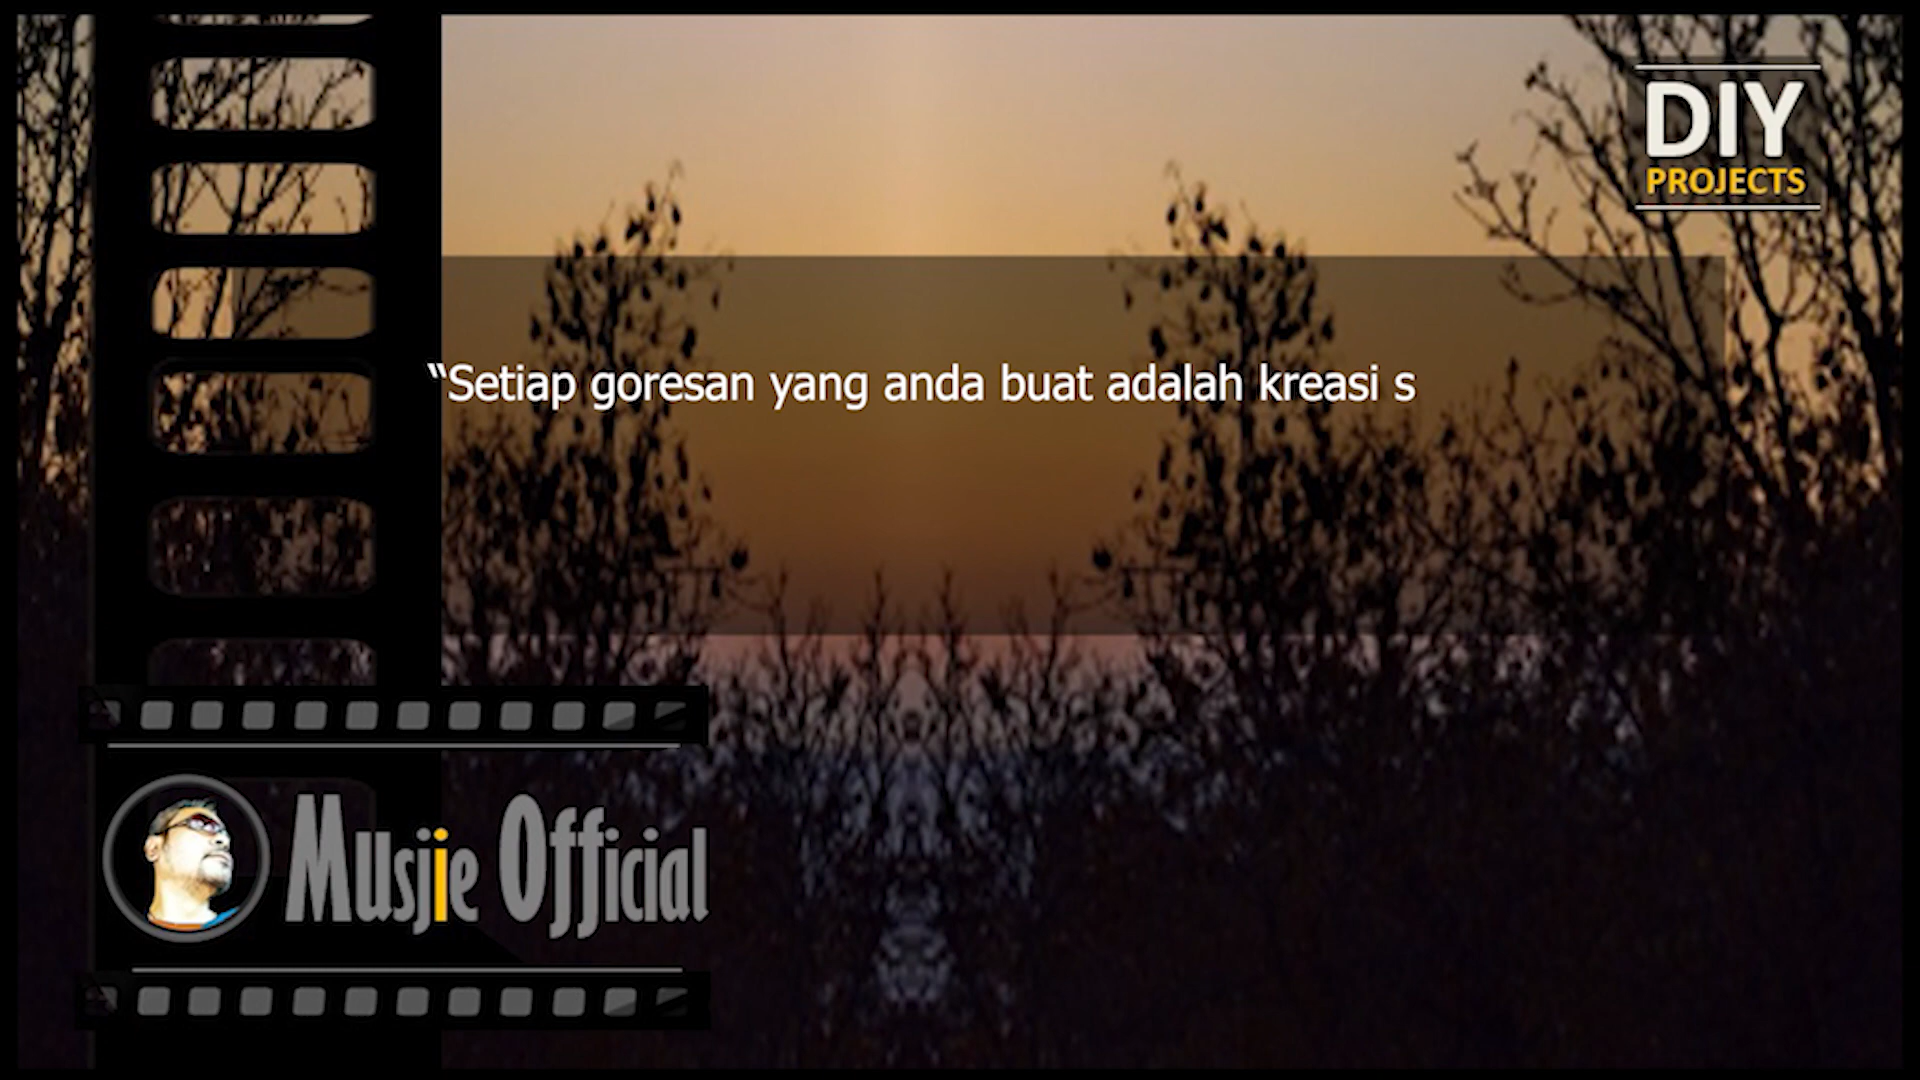 DIY
PROJECTS
“Setiap goresan yang anda buat adalah kreasi s
Musjie Official